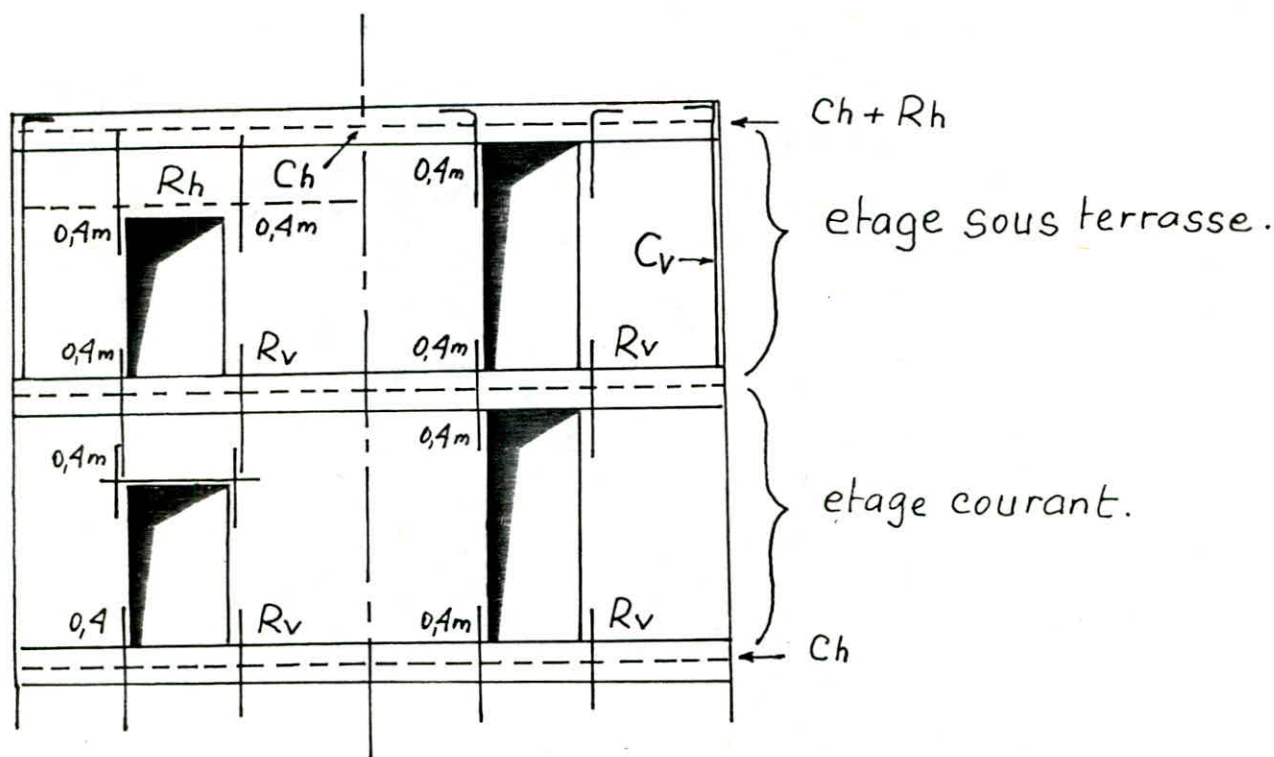 Ch + Rh
0,4m
Rh
Ch
0,4m
0,4m
etage sous terrasse.
Cv
0,4m
Rv
0,4m
Rv
0,4m
0,4m
etage courant.
0,4
Rv
0,4m
Rv
Ch